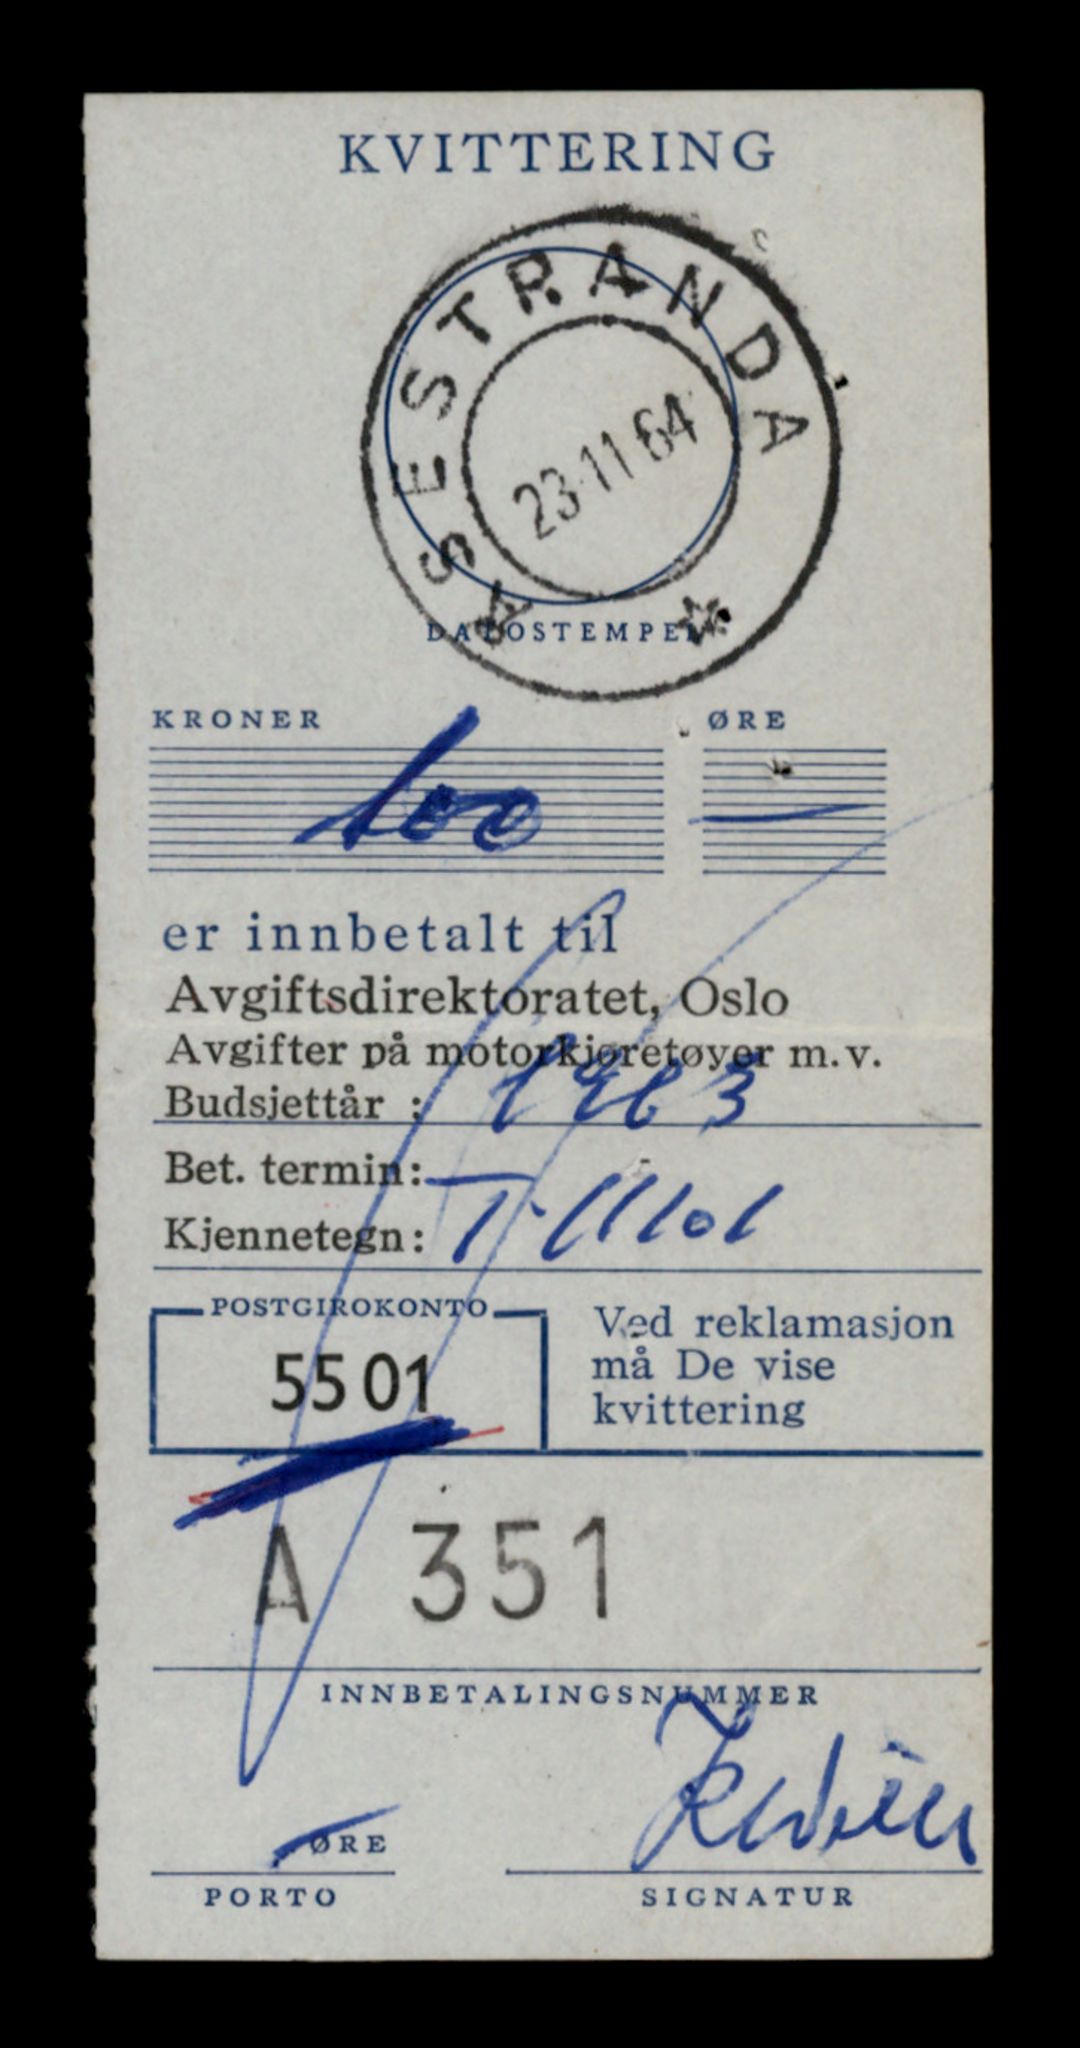 KVITTERING
ÅSESTRANDA
23·11 64
DATOSTEMPEL
KRONER ØRE
100 —
er innbetalt til
Avgiftsdirektoratet, Oslo
Avgifter på motorkjøretøyer m.v.
Budsjettår : 1963
Bet. termin:
Kjennetegn: T-11101
POSTGIROKONTO
5501
Ved reklamasjon
må De vise
kvittering
A 351
INNBETALINGSNUMMER
ØRE
PORTO
SIGNATUR